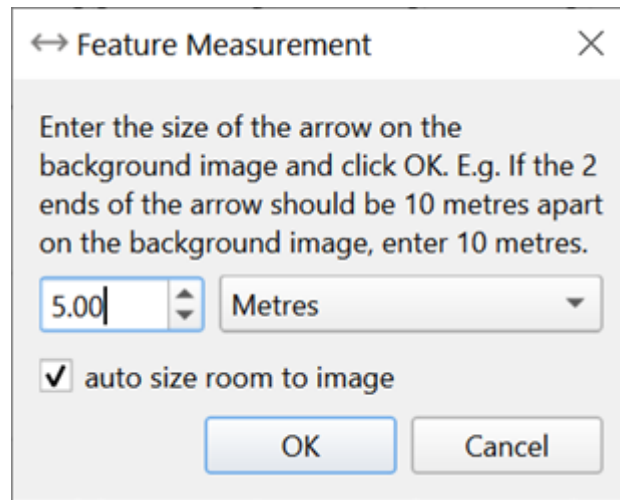 Feature Measurement
Enter the size of the arrow on the
background image and click OK. E.g. If the 2
ends of the arrow should be 10 metres apart
on the background image, enter 10 metres.
5.00 Metres
auto size room to image
OK Cancel